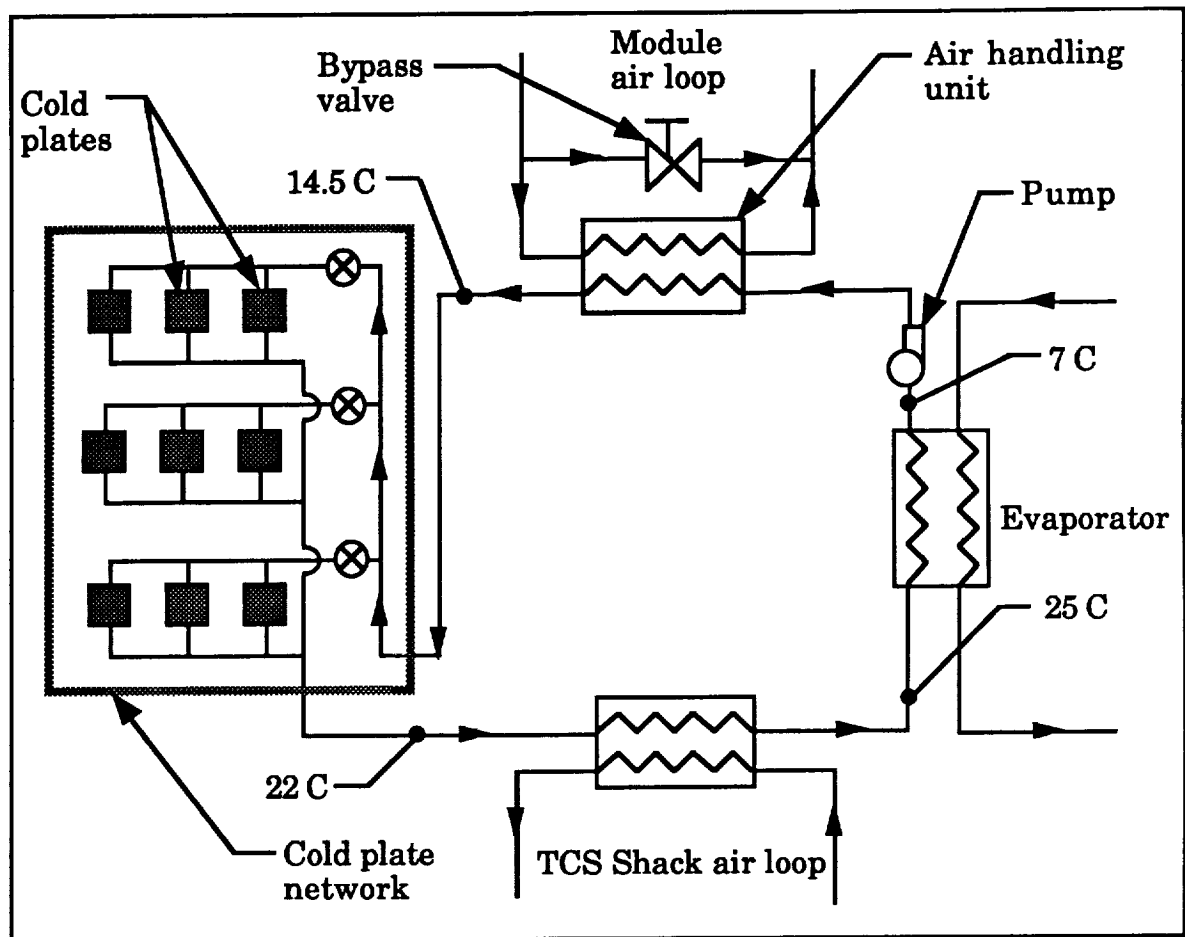 Module
air loop
Bypass
valve
Air handling
unit
Cold
plates
14.5 C
Pump
7 C
Evaporator
25 C
22 C
Cold plate
network
TCS Shack air loop